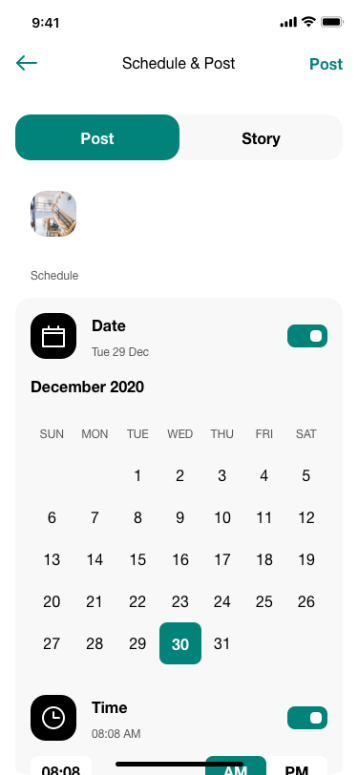 9:41
Schedule & Post
Post
Post Story
Schedule
Date
Tue 29 Dec
December 2020
SUN MON TUE WED THU FRI SAT
1 2 3 4 5
6 7 8 9 10 11 12
13 14 15 16 17 18 19
20 21 22 23 24 25 26
27 28 29 30 31
Time
08:08 AM
08:08 AM PM